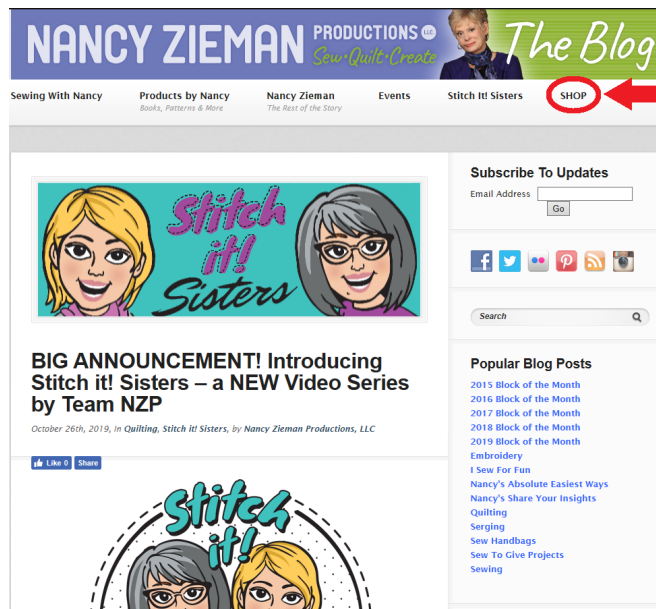 NANCY ZIEMAN PRODUCTIONS LLC
Sew • Quilt • Create
The Blog
Sewing With Nancy
Products by Nancy
Books, Patterns & More
Nancy Zieman
The Rest of the Story
Events
Stitch It! Sisters
SHOP
Stitch
it!
Sisters
BIG ANNOUNCEMENT! Introducing
Stitch it! Sisters – a NEW Video Series
by Team NZP
October 26th, 2019, in Quilting, Stitch it! Sisters, by Nancy Zieman Productions, LLC
Like 0 Share
Stitch
it!
Subscribe To Updates
Email Address
Go
Search
Popular Blog Posts
2015 Block of the Month
2016 Block of the Month
2017 Block of the Month
2018 Block of the Month
2019 Block of the Month
Embroidery
I Sew For Fun
Nancy's Absolute Easiest Ways
Nancy's Share Your Insights
Quilting
Serging
Sew Handbags
Sew To Give Projects
Sewing